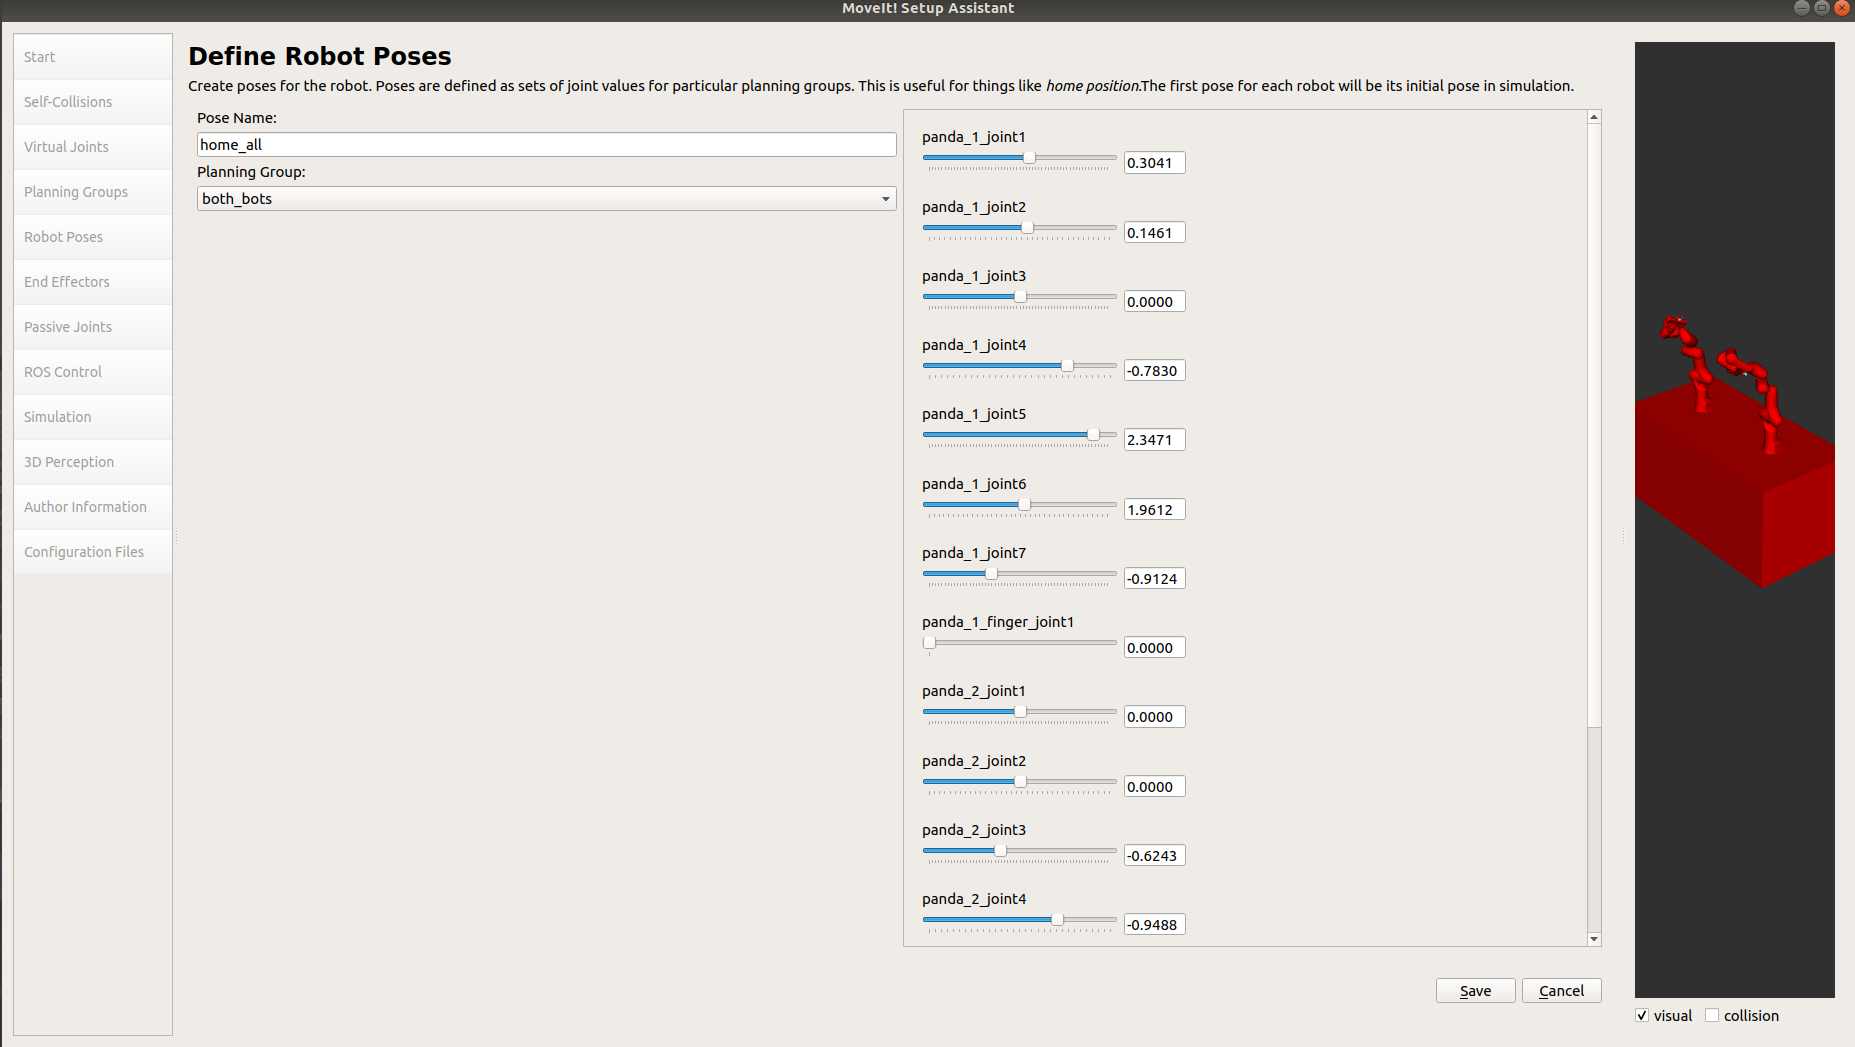 MoveIt! Setup Assistant
Start
Self-Collisions
Virtual Joints
Planning Groups
Robot Poses
End Effectors
Passive Joints
ROS Control
Simulation
3D Perception
Author Information
Configuration Files
Define Robot Poses
Create poses for the robot. Poses are defined as sets of joint values for particular planning groups. This is useful for things like home position.The first pose for each robot will be its initial pose in simulation.
Pose Name:
home_all
Planning Group:
both_bots
panda_1_joint1
0.3041
panda_1_joint2
0.1461
panda_1_joint3
0.0000
panda_1_joint4
-0.7830
panda_1_joint5
2.3471
panda_1_joint6
1.9612
panda_1_joint7
-0.9124
panda_1_finger_joint1
0.0000
panda_2_joint1
0.0000
panda_2_joint2
0.0000
panda_2_joint3
-0.6243
panda_2_joint4
-0.9488
Save
Cancel
visual
collision